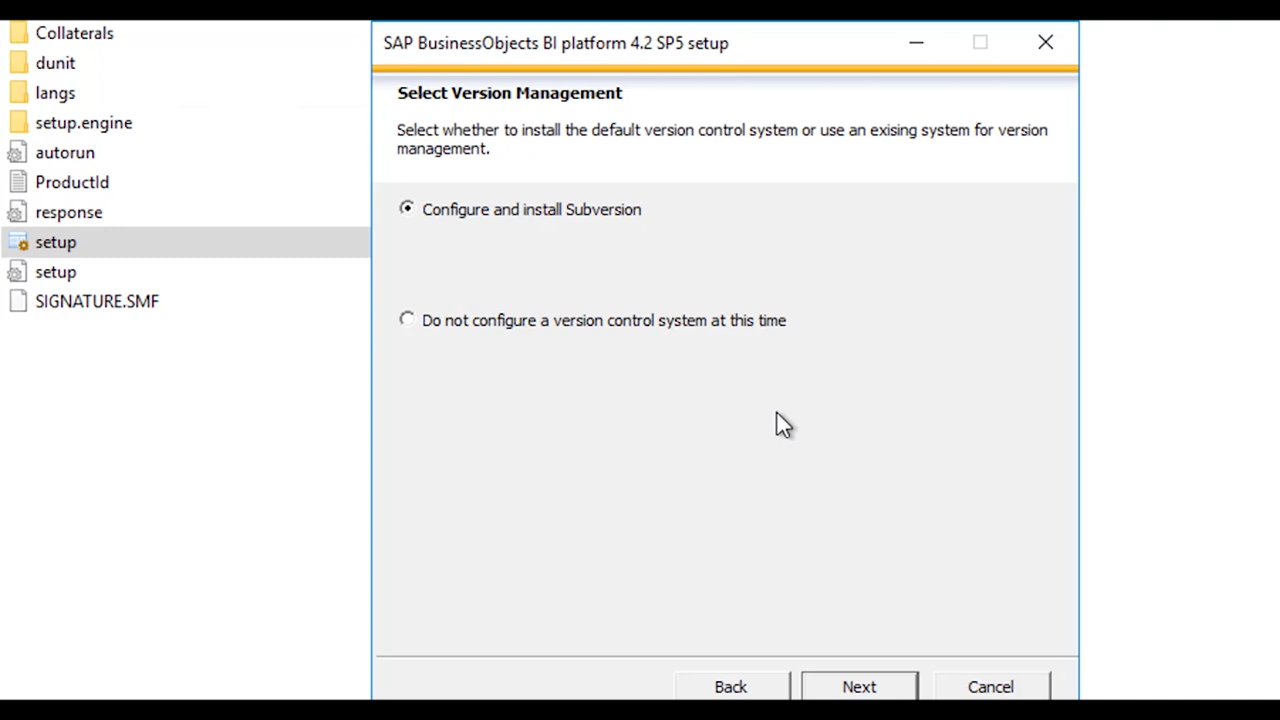 Collaterals
dunit
langs
setup.engine
autorun
ProductId
response
setup
setup
SIGNATURE.SMF
SAP BusinessObjects BI platform 4.2 SP5 setup
Select Version Management
Select whether to install the default version control system or use an exising system for version
management.
Configure and install Subversion
Do not configure a version control system at this time
Back
Next
Cancel